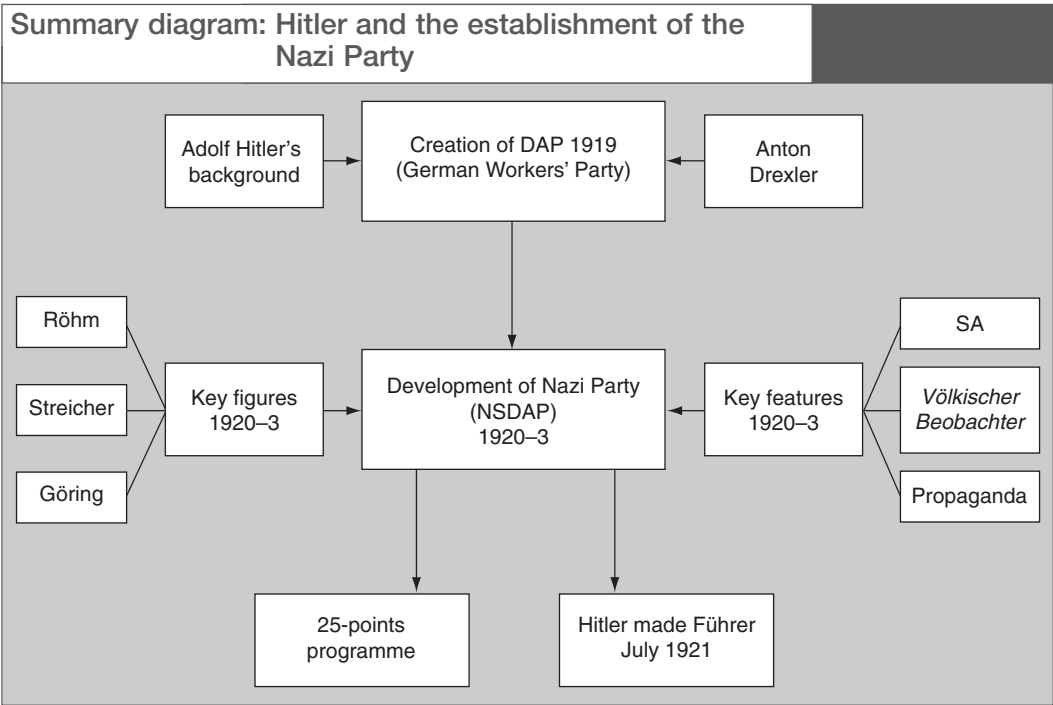 Summary diagram: Hitler and the establishment of the
Nazi Party
Adolf Hitler’s
background
Creation of DAP 1919
(German Workers’ Party)
Anton
Drexler
Röhm
Streicher
Göring
Key figures
1920–3
Development of Nazi Party
(NSDAP)
1920–3
Key features
1920–3
SA
Völkischer
Beobachter
Propaganda
25-points
programme
Hitler made Führer
July 1921